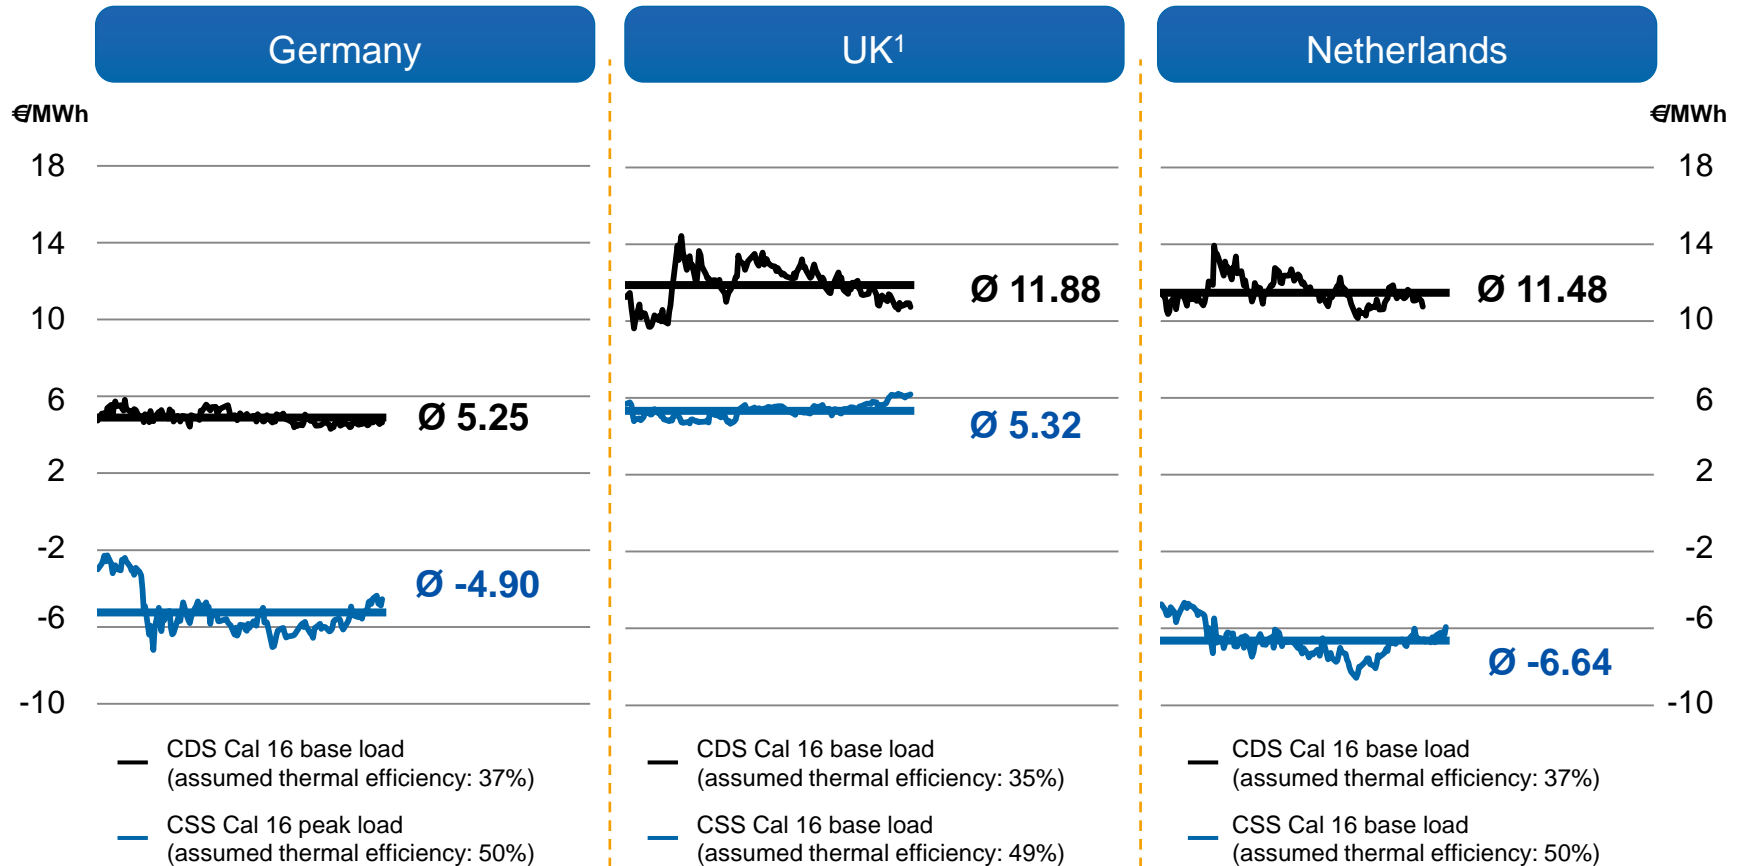 Germany
UK1
Netherlands
€/MWh
€/MWh
18
14
10
6
2
-2
-6
-10
18
14
10
6
2
-2
-6
-10
Ø 5.25
Ø -4.90
Ø 11.88
Ø 5.32
Ø 11.48
Ø -6.64
CDS Cal 16 base load
(assumed thermal efficiency: 37%)
CSS Cal 16 peak load
(assumed thermal efficiency: 50%)
CDS Cal 16 base load
(assumed thermal efficiency: 35%)
CSS Cal 16 base load
(assumed thermal efficiency: 49%)
CDS Cal 16 base load
(assumed thermal efficiency: 37%)
CSS Cal 16 base load
(assumed thermal efficiency: 50%)